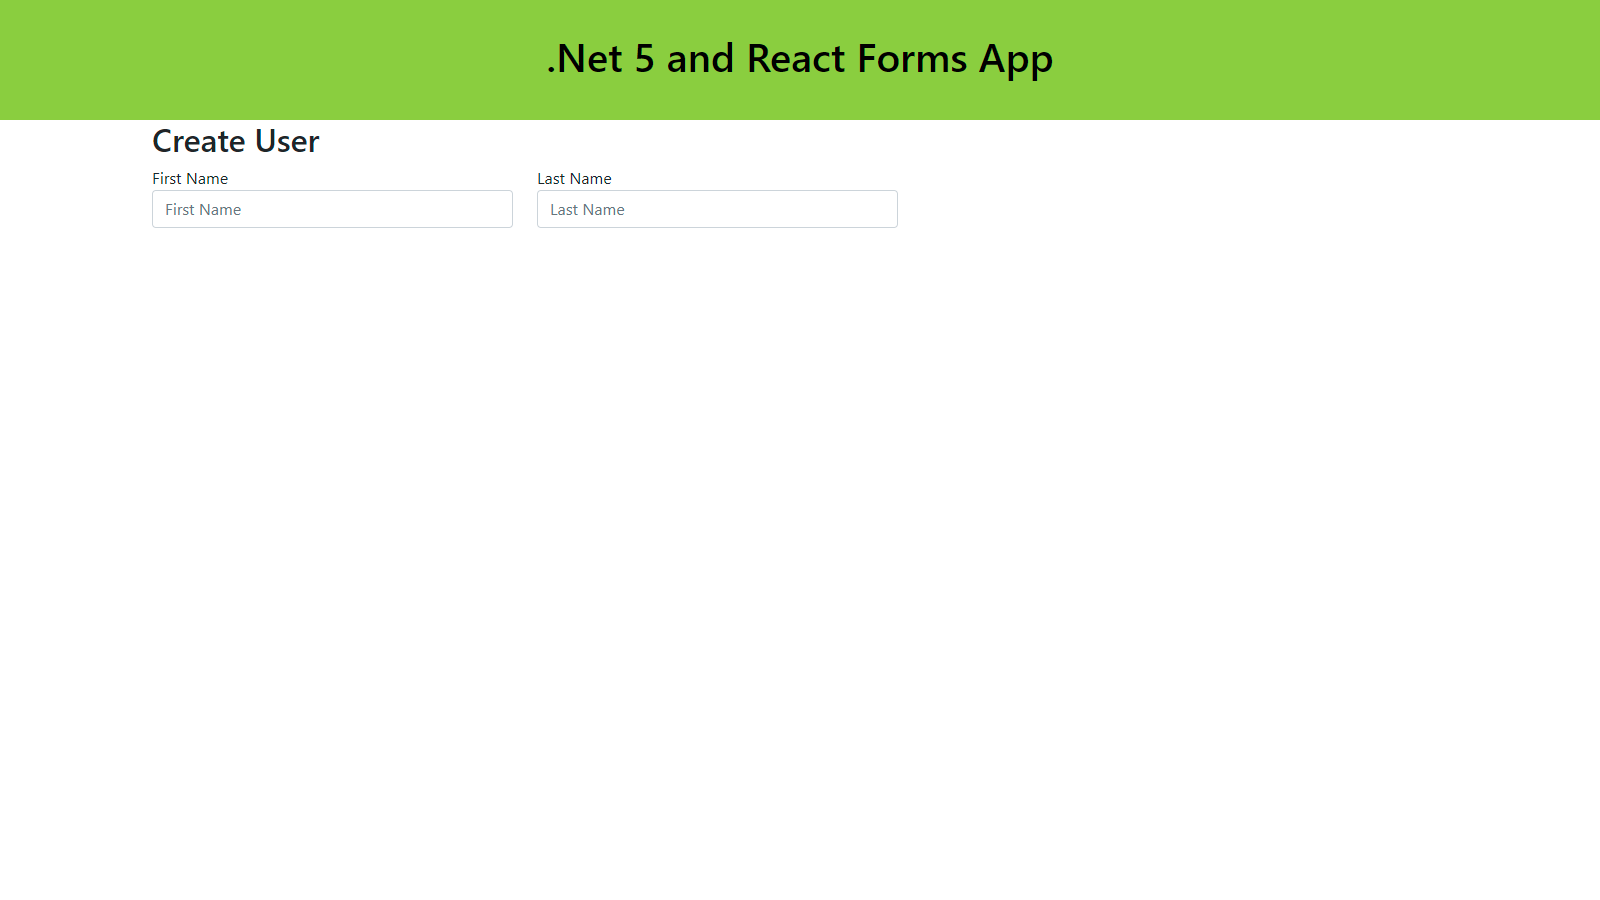 .Net 5 and React Forms App
Create User
First Name
Last Name
First Name
Last Name